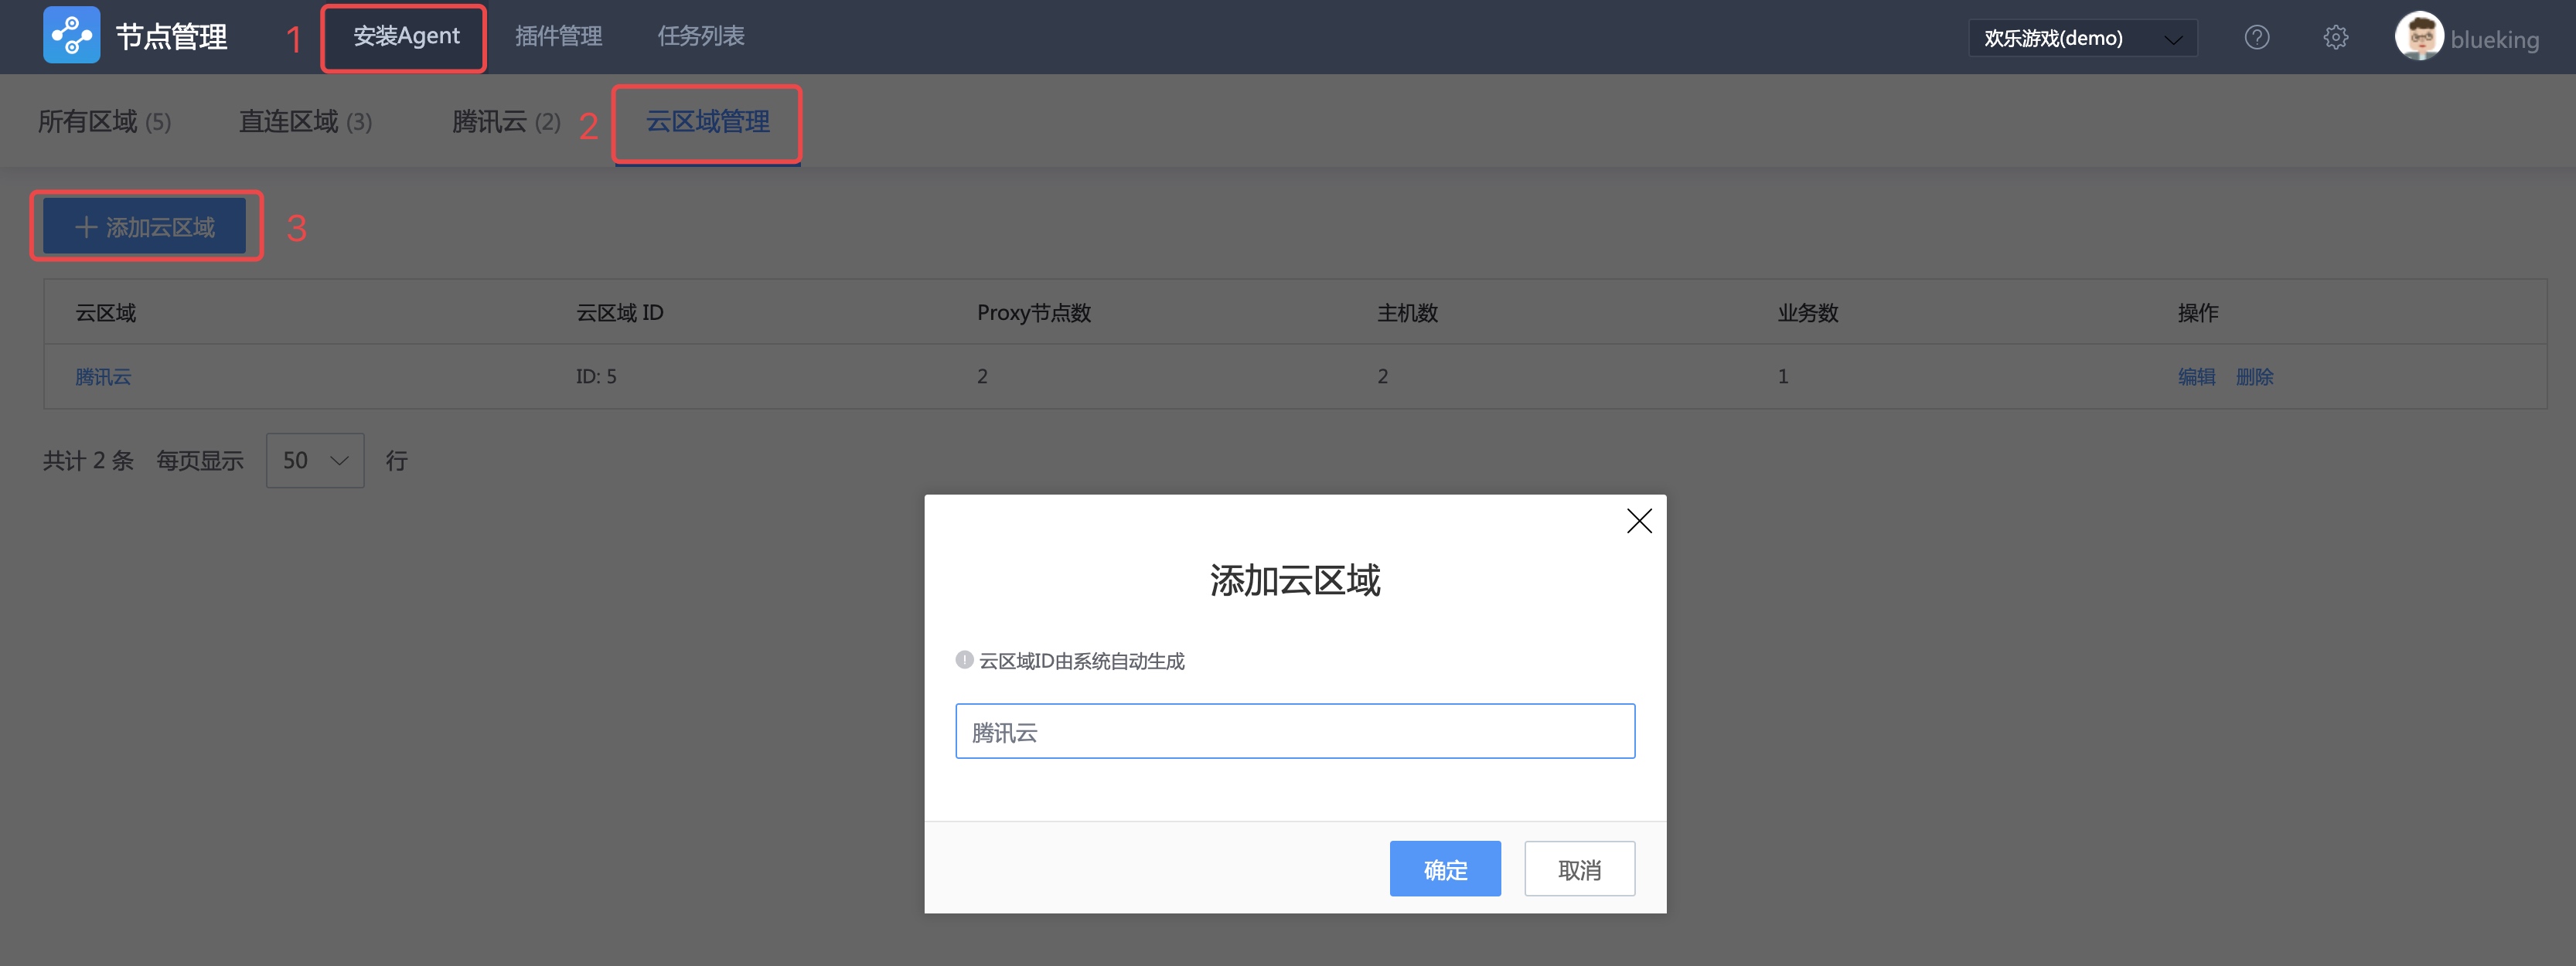 节点管理 1 安装Agent 插件管理 任务列表 欢乐游戏(demo) blueking
所有区域 (5) 直连区域 (3) 腾讯云 (2) 2 云区域管理
添加云区域 3
云区域 云区域 ID Proxy节点数 主机数 业务数 操作
腾讯云 ID: 5 2 2 1 编辑 删除
共计 2 条 每页显示 50 行
添加云区域
云区域ID由系统自动生成
腾讯云
确定 取消